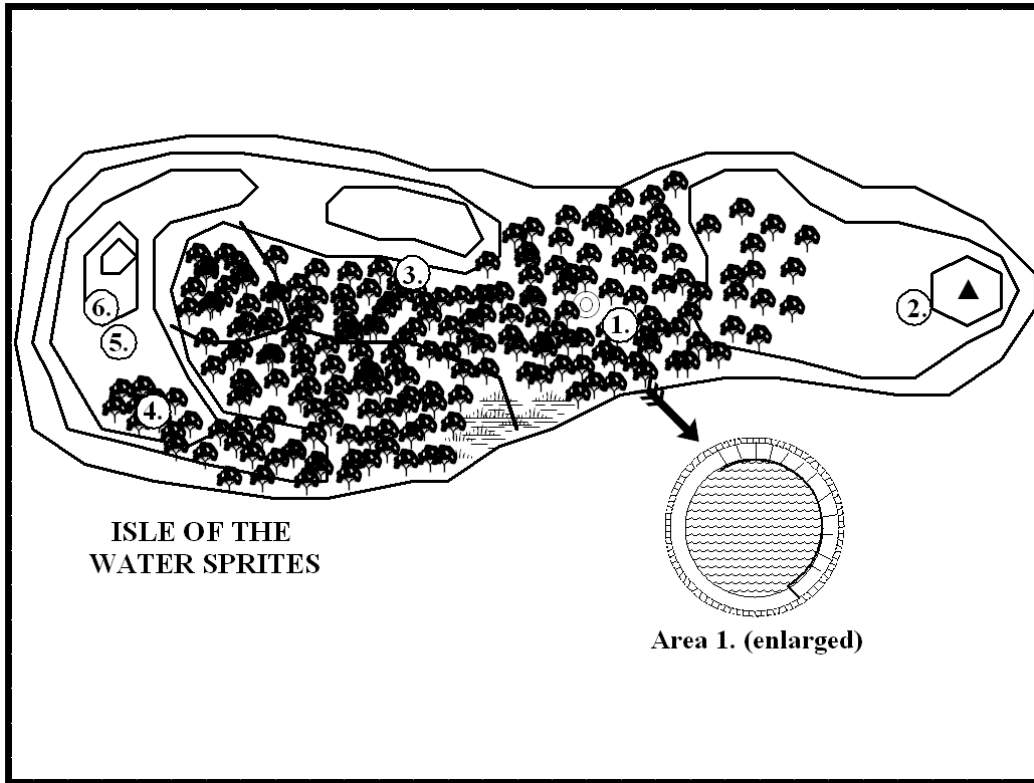 3.
2.
1.
6.
5.
4.
ISLE OF THE
WATER SPRITES
Area 1. (enlarged)